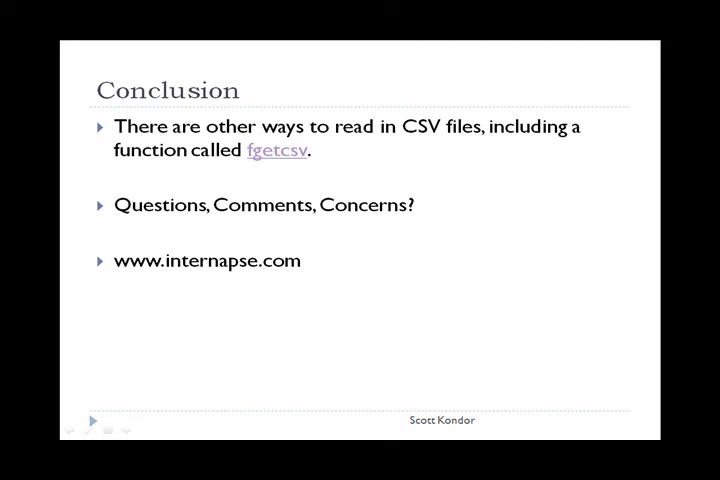 Conclusion
There are other ways to read in CSV files, including a
function called fgetcsv.
Questions, Comments, Concerns?
www.internapse.com
Scott Kondor